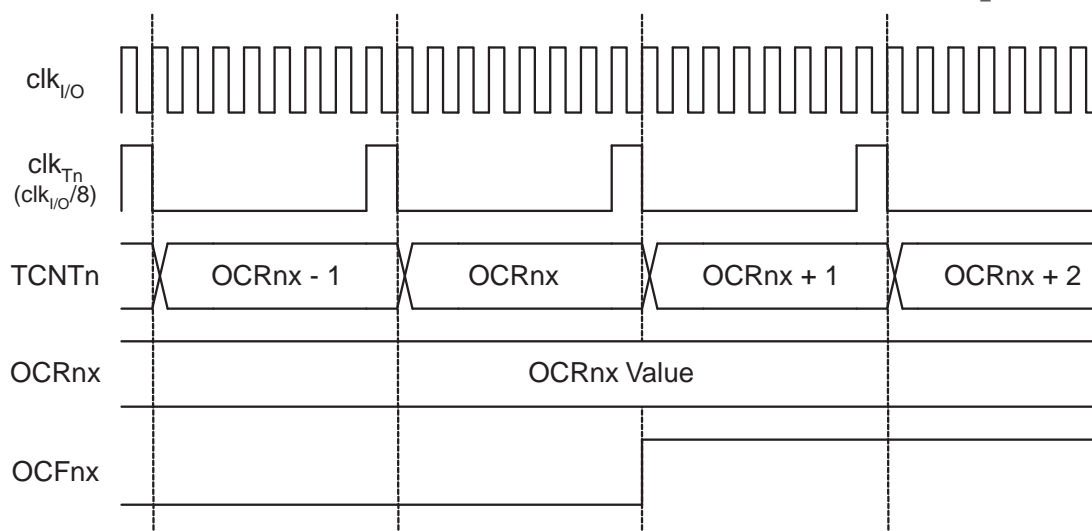 clkI/O
clkTn
(clkI/O/8)
TCNTn
OCRnx - 1
OCRnx
OCRnx + 1
OCRnx + 2
OCRnx
OCRnx Value
OCFnx